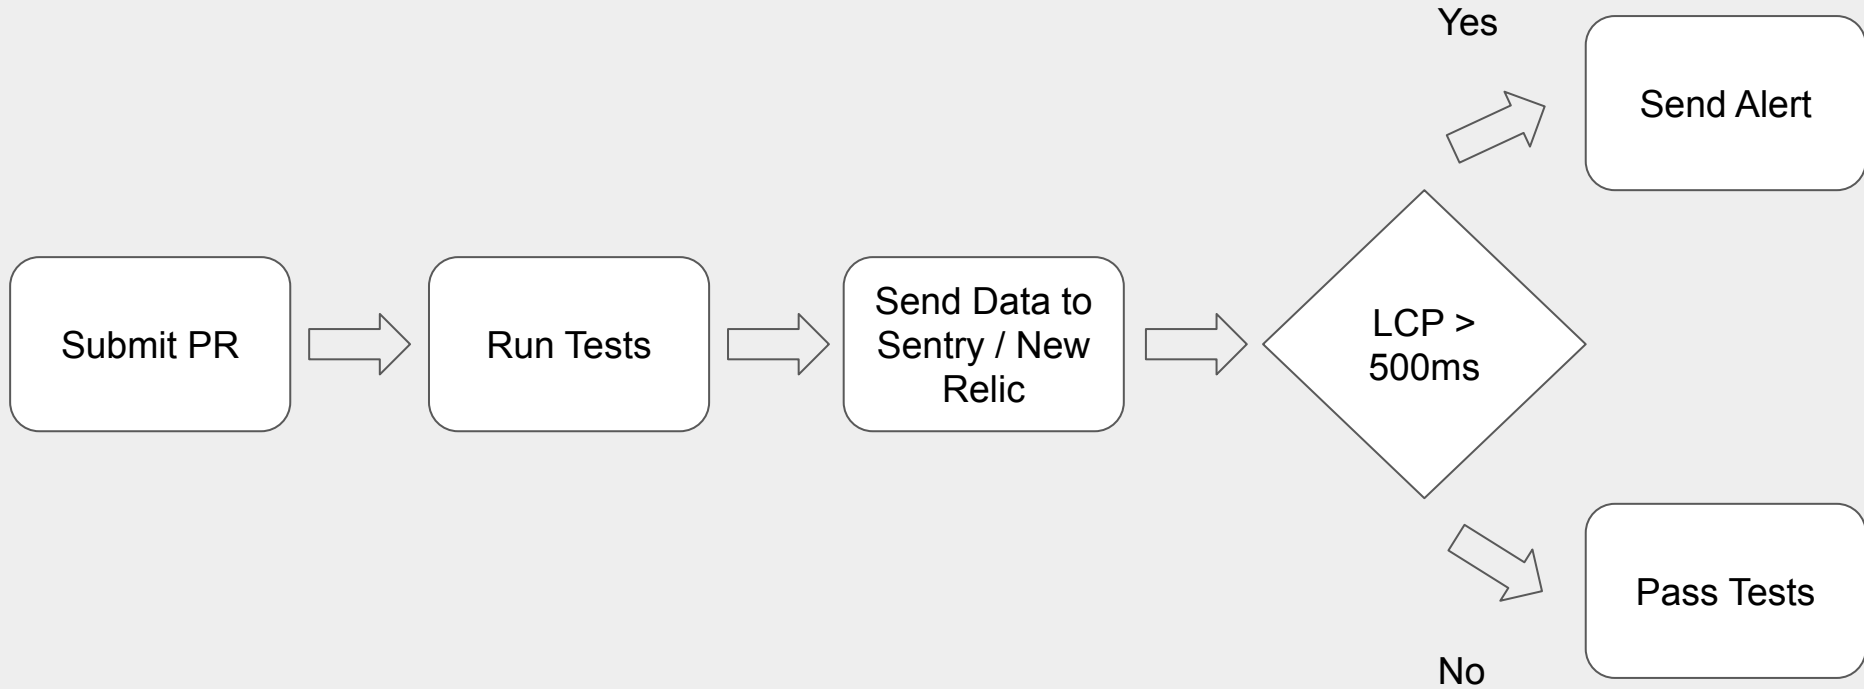 Submit PR
Run Tests
Send Data to
Sentry / New
Relic
LCP >
500ms
Yes
Send Alert
No
Pass Tests